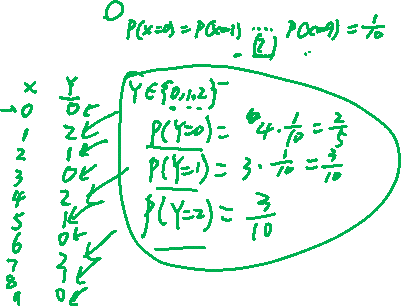 P(x=0) = P(x=1) .... P(x=9) = 1/10
X Y
0 0
1 2
2 1
3 0
4 2
5 1
6 0
7 2
8 1
9 0
Y∈{0,1,2}
P(Y=0) = 4·1/10 = 2/5
P(Y=1) = 3·1/10 = 3/10
P(Y=2) = 3/10